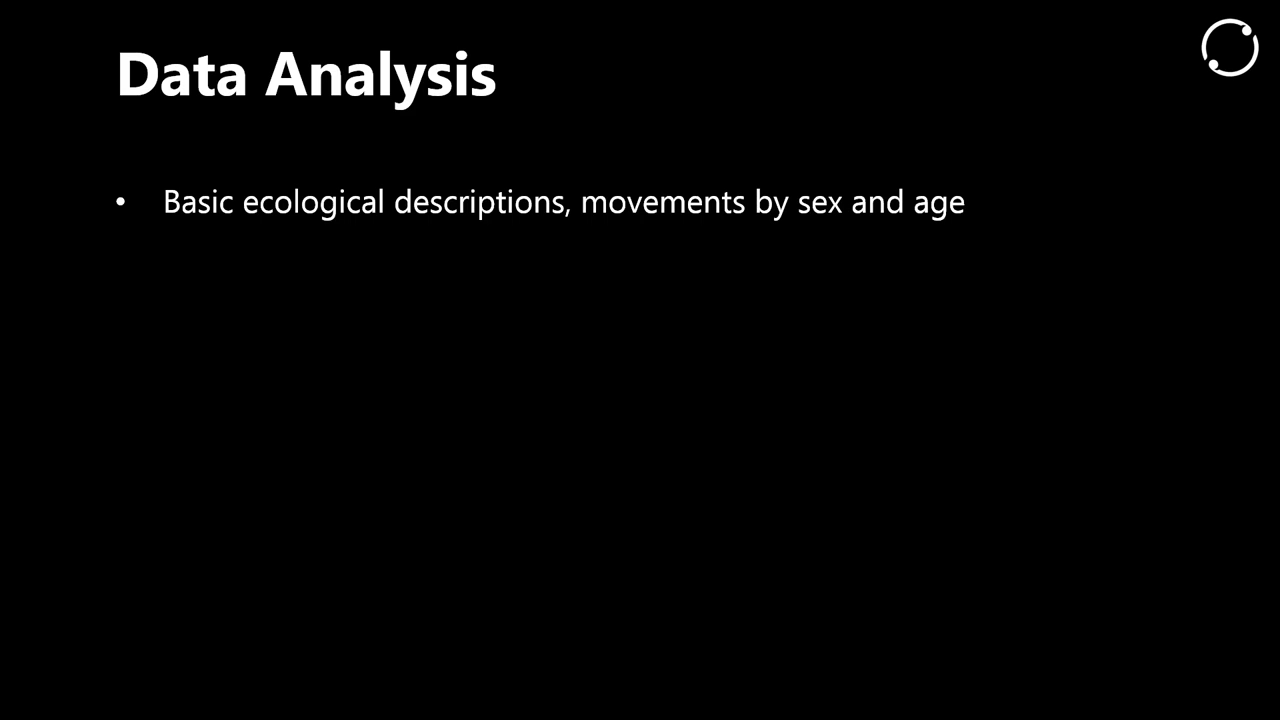 Data Analysis
• Basic ecological descriptions, movements by sex and age